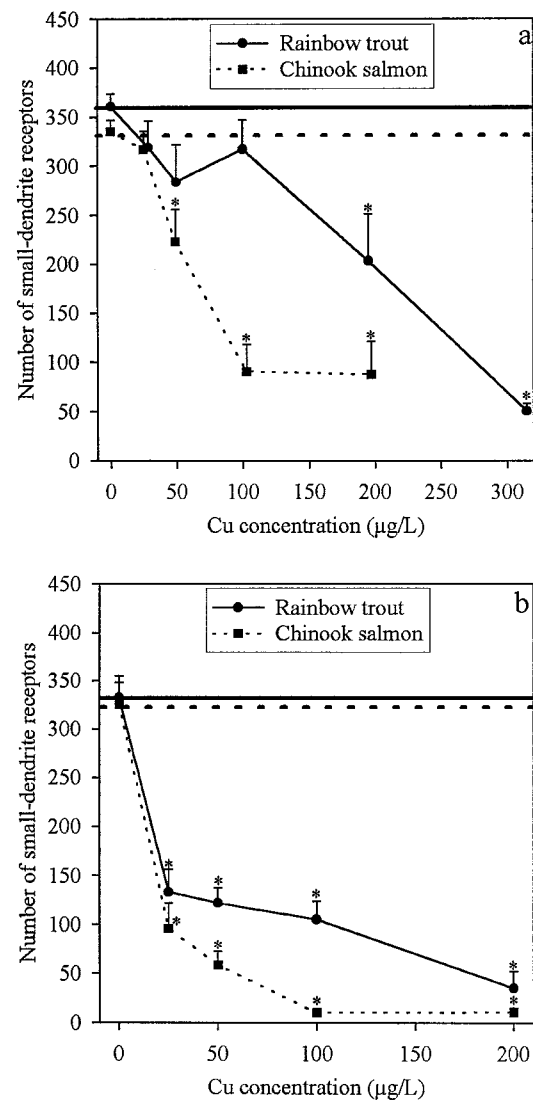 a
Rainbow trout
Chinook salmon
Number of small-dendrite receptors
450
400
350
300
250
200
150
100
50
0
* * * * *
0 50 100 150 200 250 300
Cu concentration (µg/L)
b
Rainbow trout
Chinook salmon
Number of small-dendrite receptors
450
400
350
300
250
200
150
100
50
0
* * * * * * * *
0 50 100 150 200
Cu concentration (µg/L)